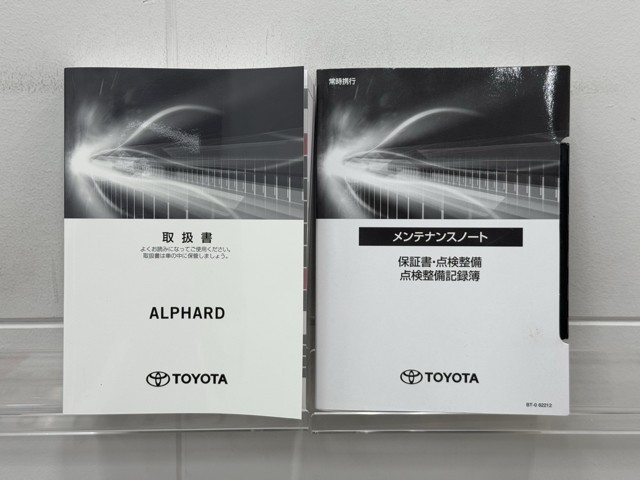 取扱書
よくお読みになってご使用ください。
取扱書は車の中に保管しましょう。
ALPHARD
TOYOTA
常時携行
メンテナンスノート
保証書・点検整備
点検整備記録簿
TOYOTA
BT-G 62212